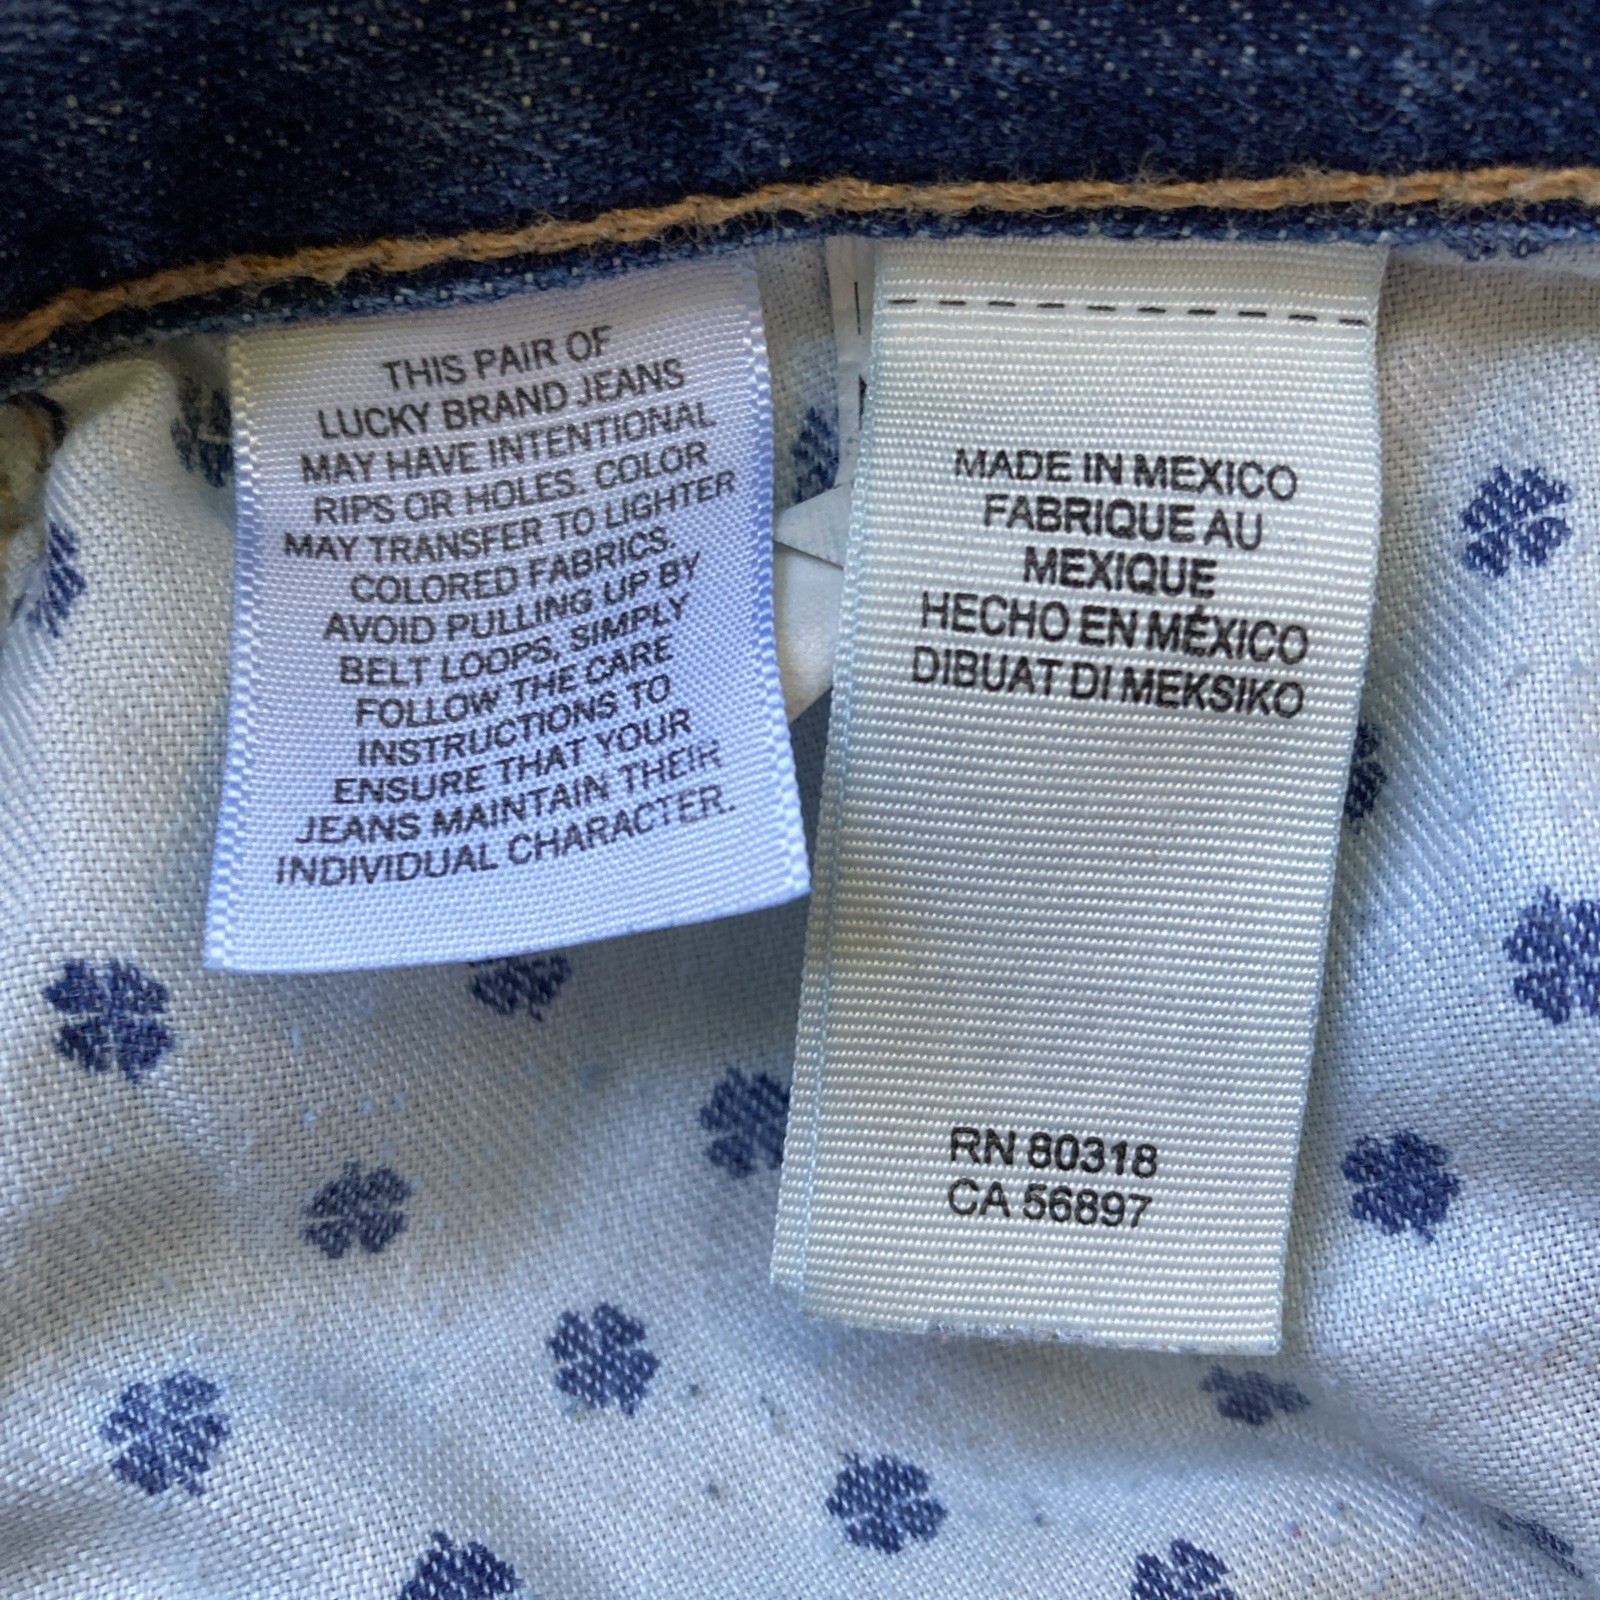 THIS PAIR OF
LUCKY BRAND JEANS
MAY HAVE INTENTIONAL
RIPS OR HOLES. COLOR
MAY TRANSFER TO LIGHTER
COLORED FABRICS.
AVOID PULLING UP BY
BELT LOOPS, SIMPLY
FOLLOW THE CARE
INSTRUCTIONS TO
ENSURE THAT YOUR
JEANS MAINTAIN THEIR
INDIVIDUAL CHARACTER.
MADE IN MEXICO
FABRIQUE AU
MEXIQUE
HECHO EN MÉXICO
DIBUAT DI MEKSIKO
RN 80318
CA 56897